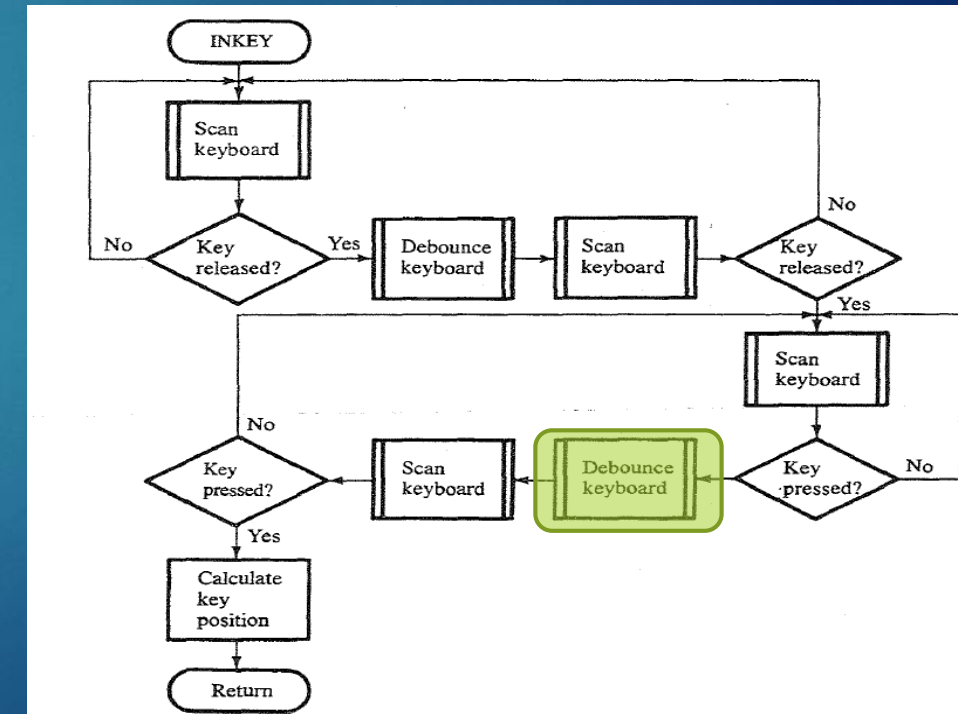 INKEY
Scan
keyboard
No
Key
released?
Yes
Debounce
keyboard
Scan
keyboard
Key
released?
No
Yes
Scan
keyboard
Key
pressed?
No
Debounce
keyboard
Scan
keyboard
Key
pressed?
No
Yes
Calculate
key
position
Return